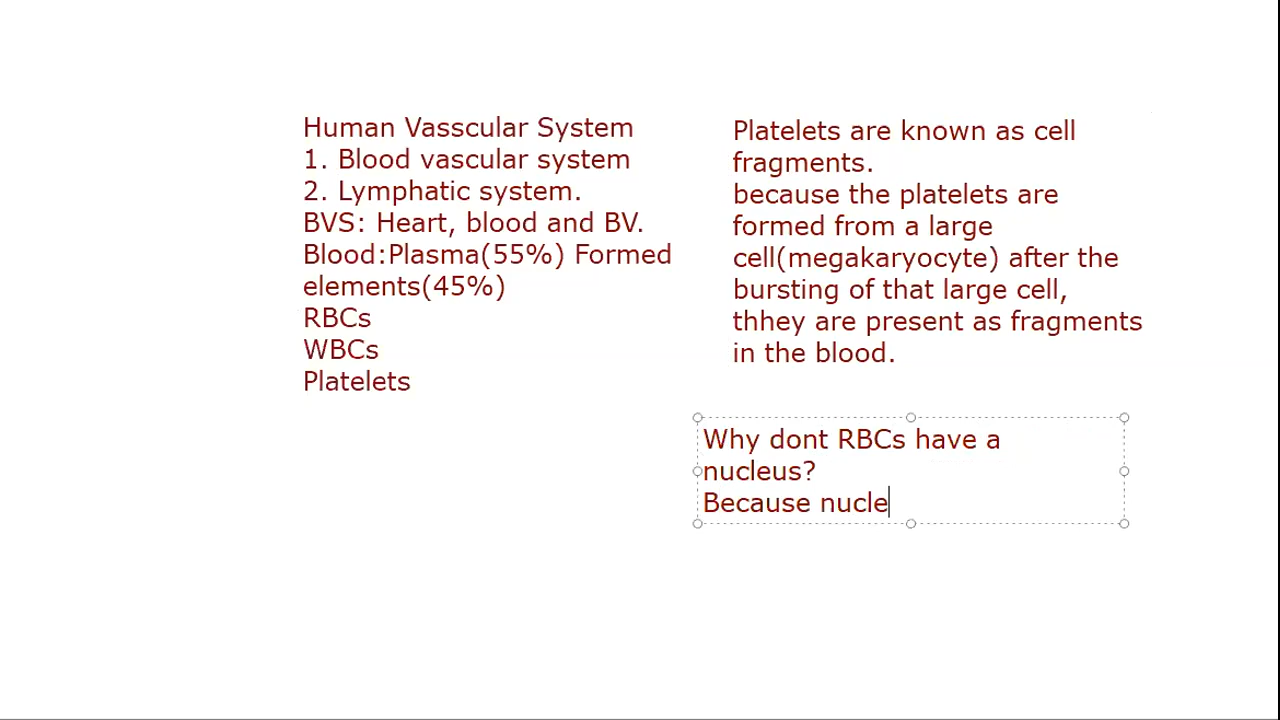 Human Vasscular System
1. Blood vascular system
2. Lymphatic system.
BVS: Heart, blood and BV.
Blood:Plasma(55%) Formed
elements(45%)
RBCs
WBCs
Platelets
Platelets are known as cell
fragments.
because the platelets are
formed from a large
cell(megakaryocyte) after the
bursting of that large cell,
thhey are present as fragments
in the blood.
Why dont RBCs have a
nucleus?
Because nucle